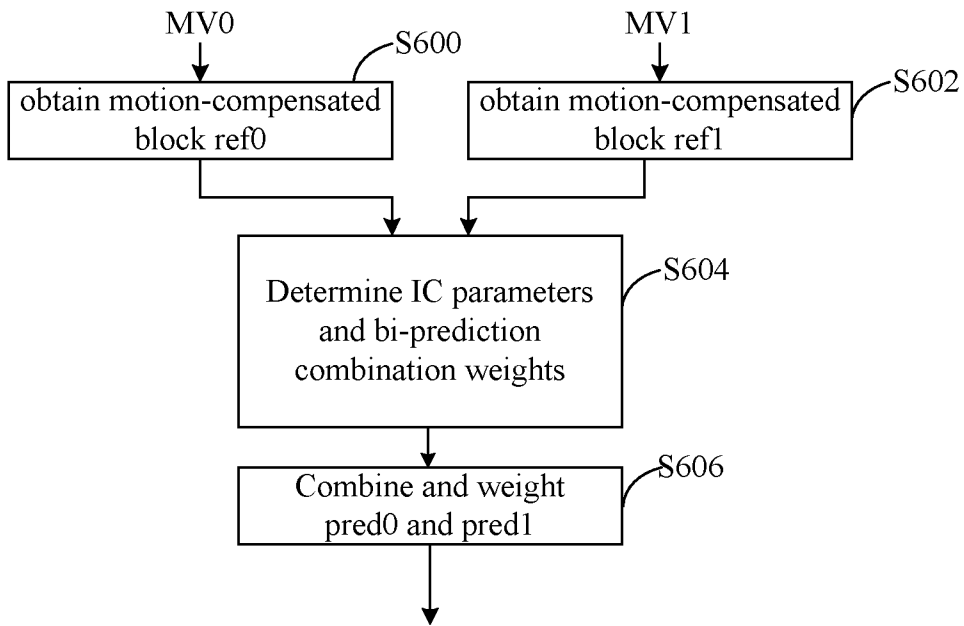 MV0
MV1
S600
S602
obtain motion-compensated
block ref0
obtain motion-compensated
block ref1
S604
Determine IC parameters
and bi-prediction
combination weights
S606
Combine and weight
pred0 and pred1